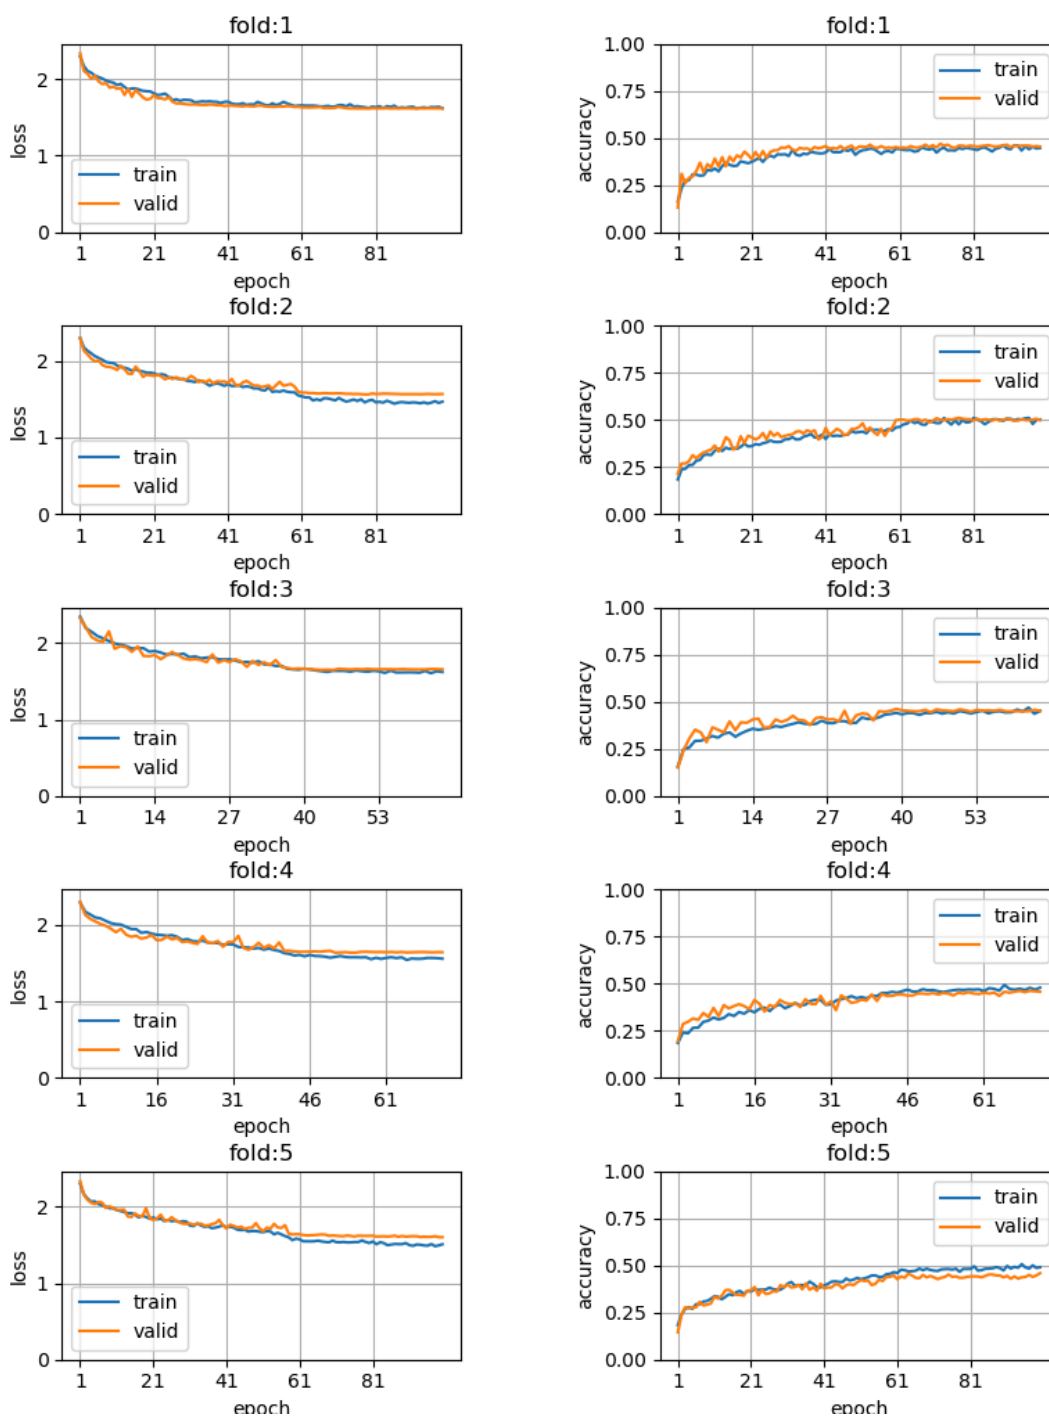 fold:1
fold:1
2
1
0
loss
train
valid
1 21 41 61 81
epoch
1.00
0.75
0.50
0.25
0.00
accuracy
train
valid
1 21 41 61 81
epoch
fold:2
fold:2
2
1
0
loss
train
valid
1 21 41 61 81
epoch
1.00
0.75
0.50
0.25
0.00
accuracy
train
valid
1 21 41 61 81
epoch
fold:3
fold:3
2
1
0
loss
train
valid
1 14 27 40 53
epoch
1.00
0.75
0.50
0.25
0.00
accuracy
train
valid
1 14 27 40 53
epoch
fold:4
fold:4
2
1
0
loss
train
valid
1 16 31 46 61
epoch
1.00
0.75
0.50
0.25
0.00
accuracy
train
valid
1 16 31 46 61
epoch
fold:5
fold:5
2
1
0
loss
train
valid
1 21 41 61 81
epoch
1.00
0.75
0.50
0.25
0.00
accuracy
train
valid
1 21 41 61 81
epoch